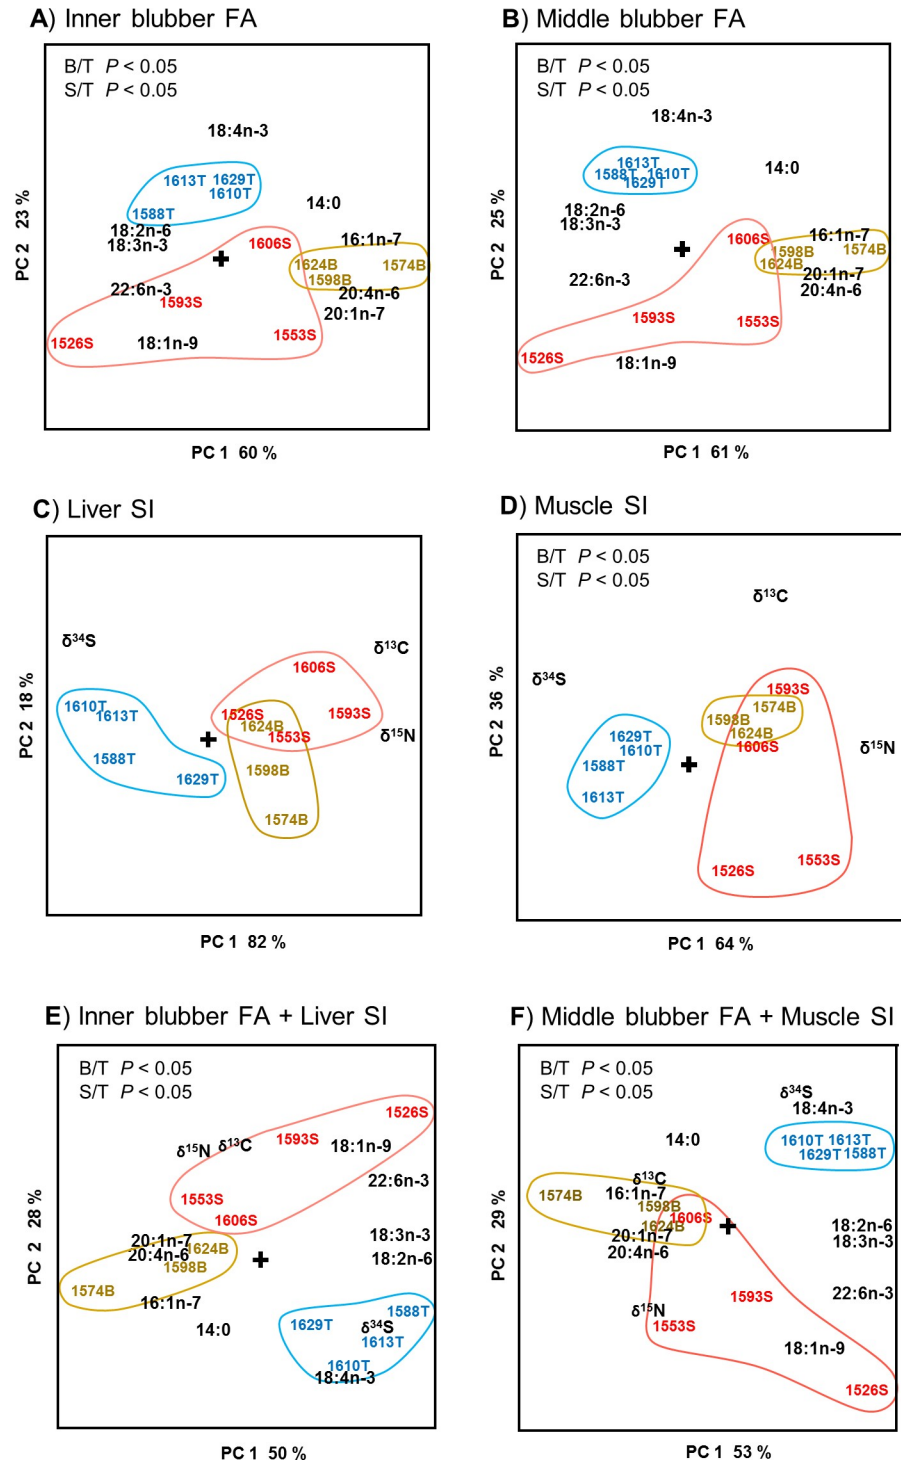 A) Inner blubber FA
B/T P < 0.05
S/T P < 0.05
18:4n-3
1613T 1629T
1610T
1588T
14:0
18:2n-6
18:3n-3
1606S
16:1n-7
1624B 1574B
1598B
22:6n-3
20:4n-6
1593S
20:1n-7
1526S
18:1n-9
1553S
PC 2 23 %
PC 1 60 %
B) Middle blubber FA
B/T P < 0.05
S/T P < 0.05
18:4n-3
1613T
1588T 1610T
1629T
14:0
18:2n-6
18:3n-3
1606S
16:1n-7
1598B 1574B
1624B
20:1n-7
22:6n-3
20:4n-6
1593S
1553S
1526S
18:1n-9
PC 2 25 %
PC 1 61 %
C) Liver SI
δ34S
δ13C
1606S
1610T
1613T
1526S
1593S
1624B
1553S
δ15N
1588T
1629T
1598B
1574B
PC 2 18 %
PC 1 82 %
D) Muscle SI
B/T P < 0.05
S/T P < 0.05
δ13C
δ34S
1593S
1574B
1598B
1624B
1606S
1629T
1610T
1588T
1613T
δ15N
1553S
1526S
PC 2 36 %
PC 1 64 %
E) Inner blubber FA + Liver SI
B/T P < 0.05
S/T P < 0.05
1526S
1593S
δ15N δ13C
18:1n-9
22:6n-3
1553S
1606S
18:3n-3
20:1n-7
1624B
20:4n-6
18:2n-6
1598B
1574B
16:1n-7
1588T
14:0
1629T
δ34S
1613T
1610T
18:4n-3
PC 2 28 %
PC 1 50 %
F) Middle blubber FA + Muscle SI
B/T P < 0.05
S/T P < 0.05
δ34S
18:4n-3
14:0
1610T 1613T
1629T 1588T
δ13C
1574B
16:1n-7
1598B
1606S
1624B
18:2n-6
20:1n-7
18:3n-3
20:4n-6
22:6n-3
1593S
δ15N
1553S
18:1n-9
1526S
PC 2 29 %
PC 1 53 %